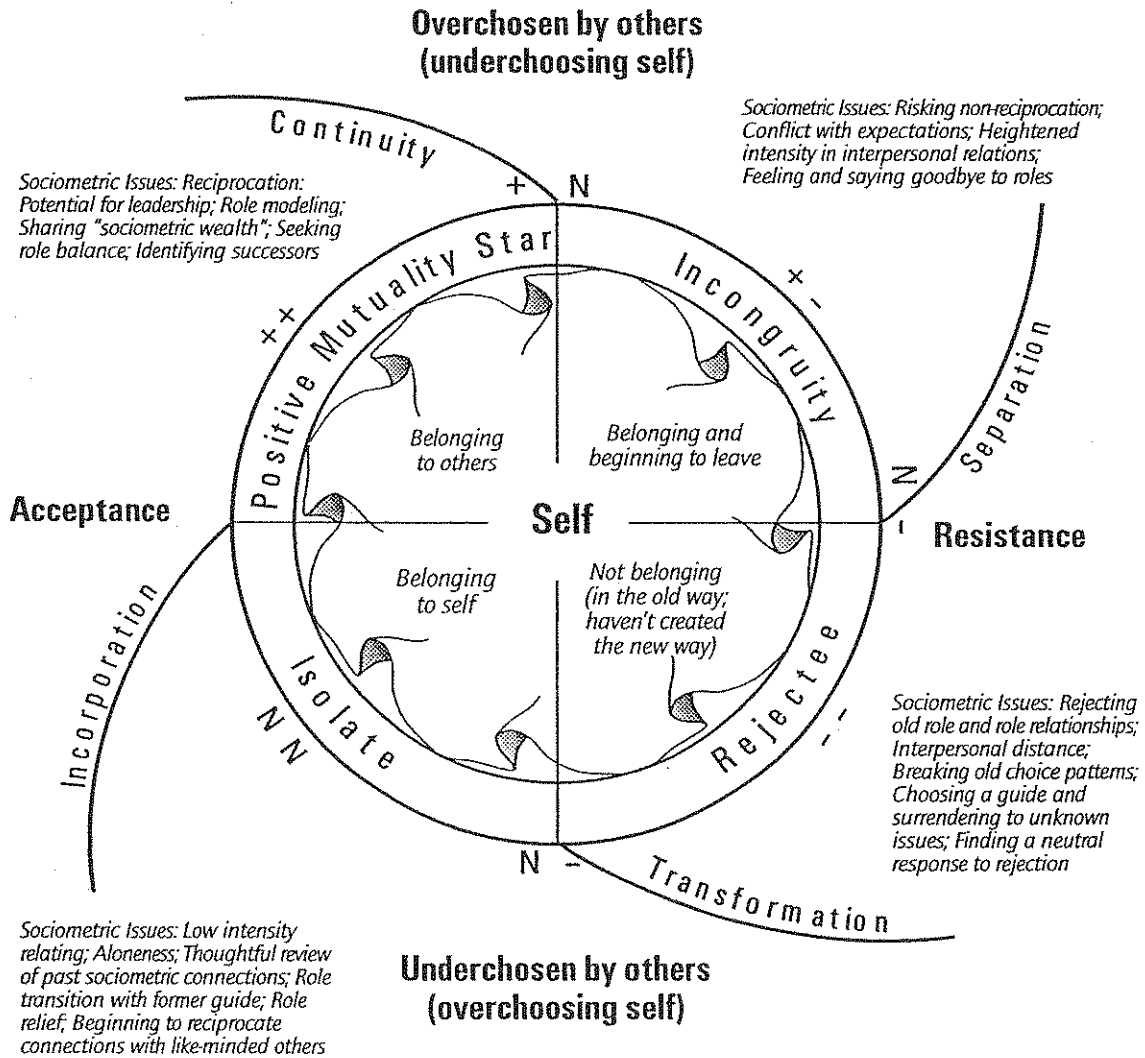 Overchosen by others
(underchoosing self)
Continuity
Sociometric Issues: Risking non-reciprocation;
Conflict with expectations; Heightened
intensity in interpersonal relations;
Feeling and saying goodbye to roles
Sociometric Issues: Reciprocation:
Potential for leadership; Role modeling;
Sharing "sociometric wealth"; Seeking
role balance; Identifying successors
+ N
Positive Mutuality Star
Incongruity
+ -
+ +
Separation
Belonging
to others
Belonging and
beginning to leave
Acceptance
Self
N -
Resistance
Incorporation
Belonging
to self
Not belonging
(in the old way;
haven't created
the new way)
Isolate
Rejectee
N N
- -
Sociometric Issues: Rejecting
old role and role relationships;
Interpersonal distance;
Breaking old choice patterns;
Choosing a guide and
surrendering to unknown
issues; Finding a neutral
response to rejection
N -
Transformation
Sociometric Issues: Low intensity
relating; Aloneness; Thoughtful review
of past sociometric connections; Role
transition with former guide; Role
relief; Beginning to reciprocate
connections with like-minded others
Underchosen by others
(overchoosing self)